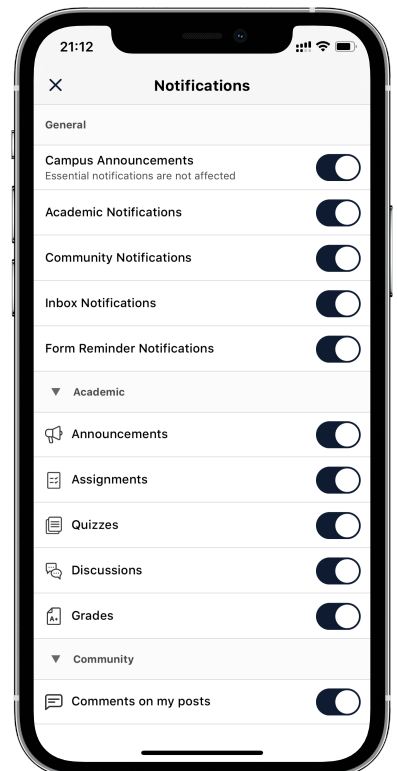 21:12
Notifications
General
Campus Announcements
Essential notifications are not affected
Academic Notifications
Community Notifications
Inbox Notifications
Form Reminder Notifications
Academic
Announcements
Assignments
Quizzes
Discussions
A+ Grades
Community
Comments on my posts